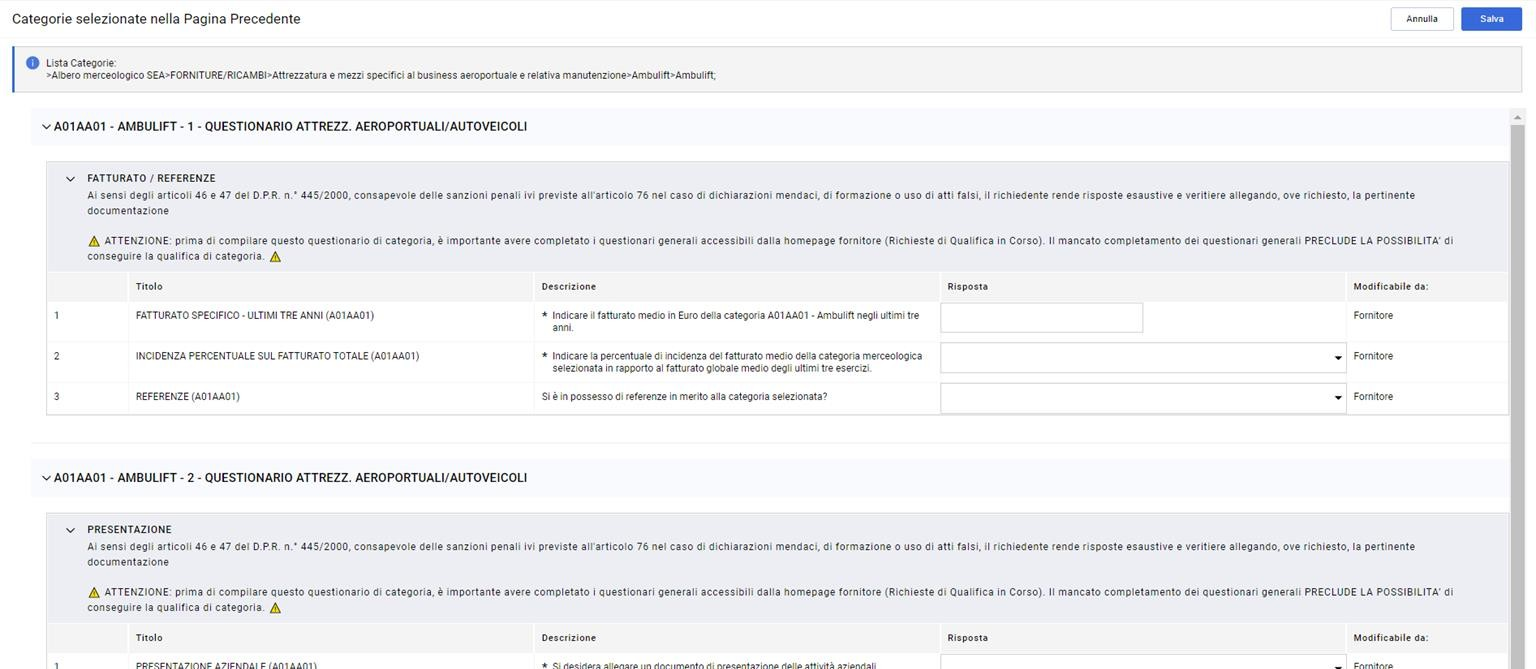 Categorie selezionate nella Pagina Precedente
Annulla
Salva
Lista Categorie:
>Albero merceologico SEA>FORNITURE/RICAMBI>Attrezzatura e mezzi specifici al business aeroportuale e relativa manutenzione>Ambulift>Ambulift;
A01AA01 - AMBULIFT - 1 - QUESTIONARIO ATTREZZ. AEROPORTUALI/AUTOVEICOLI
FATTURATO / REFERENZE
Ai sensi degli articoli 46 e 47 del D.P.R. n.° 445/2000, consapevole delle sanzioni penali ivi previste all'articolo 76 nel caso di dichiarazioni mendaci, di formazione o uso di atti falsi, il richiedente rende risposte esaustive e veritiere allegando, ove richiesto, la pertinente
documentazione
ATTENZIONE: prima di compilare questo questionario di categoria, è importante avere completato i questionari generali accessibili dalla homepage fornitore (Richieste di Qualifica in Corso). Il mancato completamento dei questionari generali PRECLUDE LA POSSIBILITA' di
conseguire la qualifica di categoria.
Titolo Descrizione Risposta Modificabile da:
1 FATTURATO SPECIFICO - ULTIMI TRE ANNI (A01AA01) * Indicare il fatturato medio in Euro della categoria A01AA01 - Ambulift negli ultimi tre Fornitore
anni.
2 INCIDENZA PERCENTUALE SUL FATTURATO TOTALE (A01AA01) * Indicare la percentuale di incidenza del fatturato medio della categoria merceologica Fornitore
selezionata in rapporto al fatturato globale medio degli ultimi tre esercizi.
3 REFERENZE (A01AA01) Si è in possesso di referenze in merito alla categoria selezionata? Fornitore
A01AA01 - AMBULIFT - 2 - QUESTIONARIO ATTREZZ. AEROPORTUALI/AUTOVEICOLI
PRESENTAZIONE
Ai sensi degli articoli 46 e 47 del D.P.R. n.° 445/2000, consapevole delle sanzioni penali ivi previste all'articolo 76 nel caso di dichiarazioni mendaci, di formazione o uso di atti falsi, il richiedente rende risposte esaustive e veritiere allegando, ove richiesto, la pertinente
documentazione
ATTENZIONE: prima di compilare questo questionario di categoria, è importante avere completato i questionari generali accessibili dalla homepage fornitore (Richieste di Qualifica in Corso). Il mancato completamento dei questionari generali PRECLUDE LA POSSIBILITA' di
conseguire la qualifica di categoria.
Titolo Descrizione Risposta Modificabile da:
1 PRESENTAZIONE AZIENDALE (A01AA01) * Si desidera allegare un documento di presentazione delle attività aziendali Fornitore